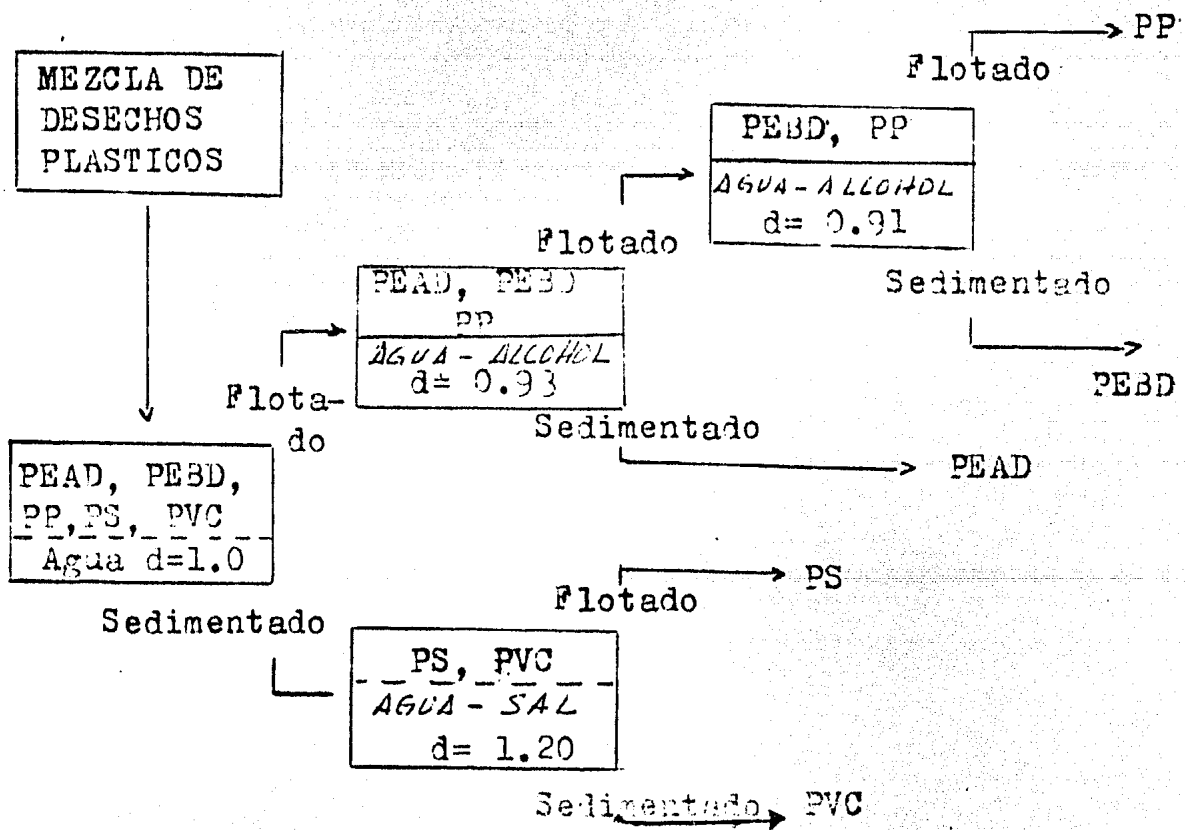 PP
Flotado
MEZCLA DE
DESECHOS
PLASTICOS
PEBD, PP
AGUA - ALCOHOL
d= 0.91
Flotado
Sedimentado
PEBD
PEAD, PEBD
PP
AGUA - ALCOHOL
d= 0.93
Flota-
do
Sedimentado
PEAD
PEAD, PEBD,
PP, PS, PVC
Agua d=1.0
Flotado
PS
Sedimentado
PS, PVC
AGUA - SAL
d= 1.20
Sedimentado
PVC